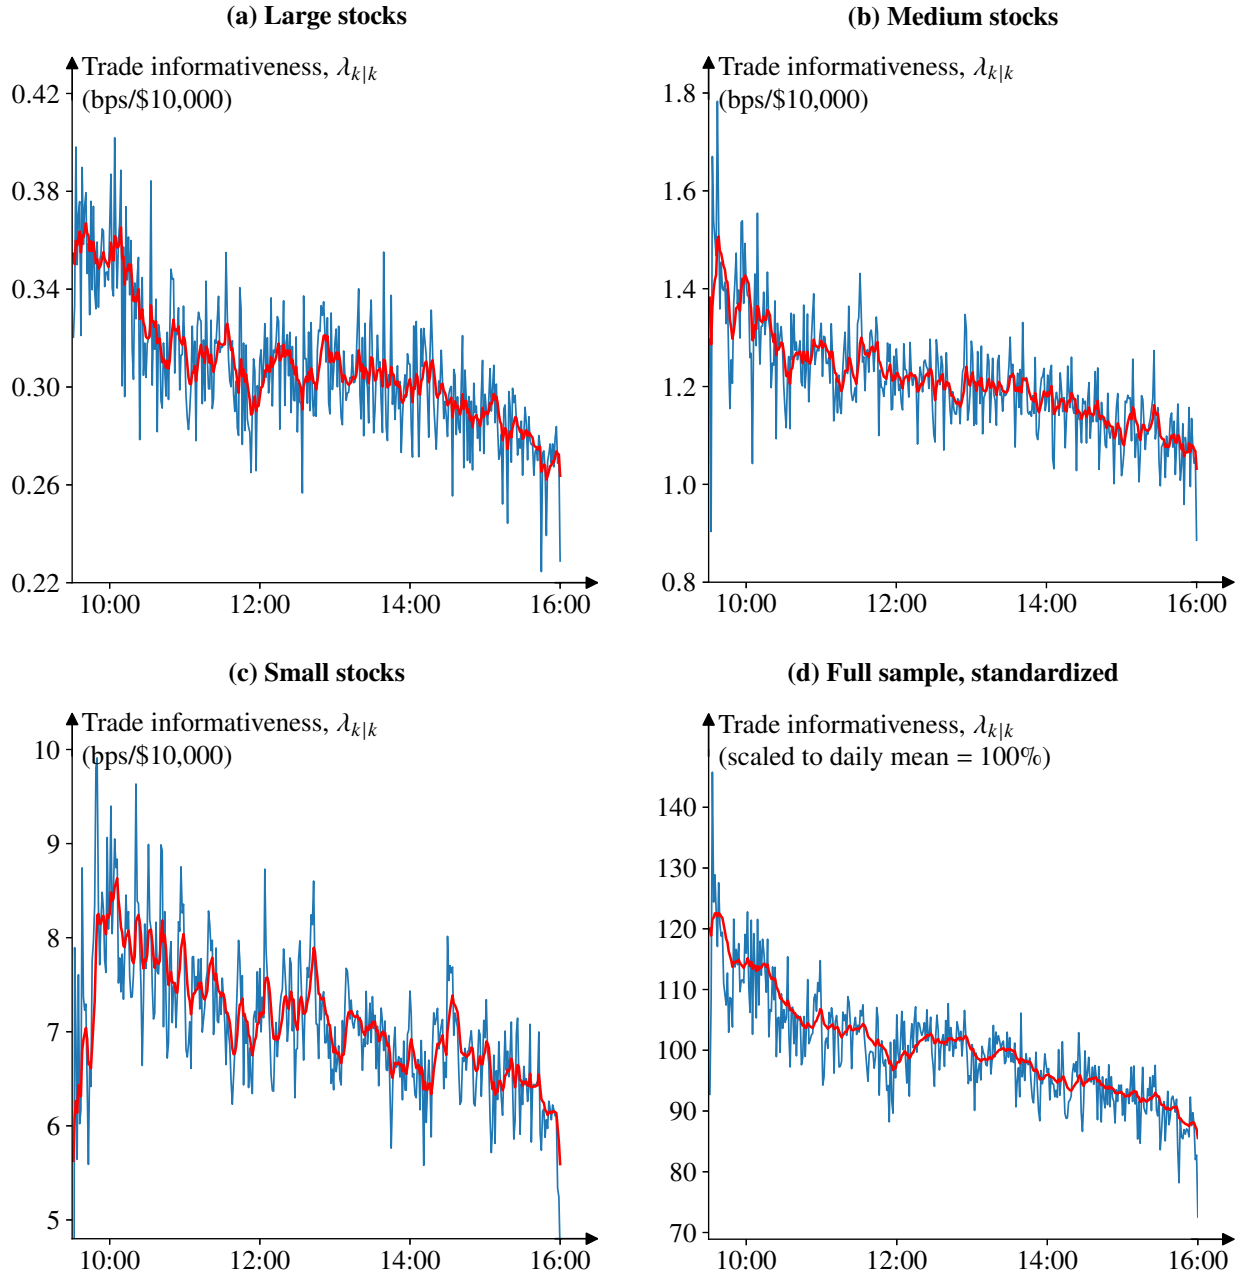 (a) Large stocks
Trade informativeness, λk|k
(bps/$10,000)
0.42
0.38
0.34
0.30
0.26
0.22
10:00 12:00 14:00 16:00
(b) Medium stocks
Trade informativeness, λk|k
(bps/$10,000)
1.8
1.6
1.4
1.2
1.0
0.8
10:00 12:00 14:00 16:00
(c) Small stocks
Trade informativeness, λk|k
(bps/$10,000)
10
9
8
7
6
5
10:00 12:00 14:00 16:00
(d) Full sample, standardized
Trade informativeness, λk|k
(scaled to daily mean = 100%)
140
130
120
110
100
90
80
70
10:00 12:00 14:00 16:00